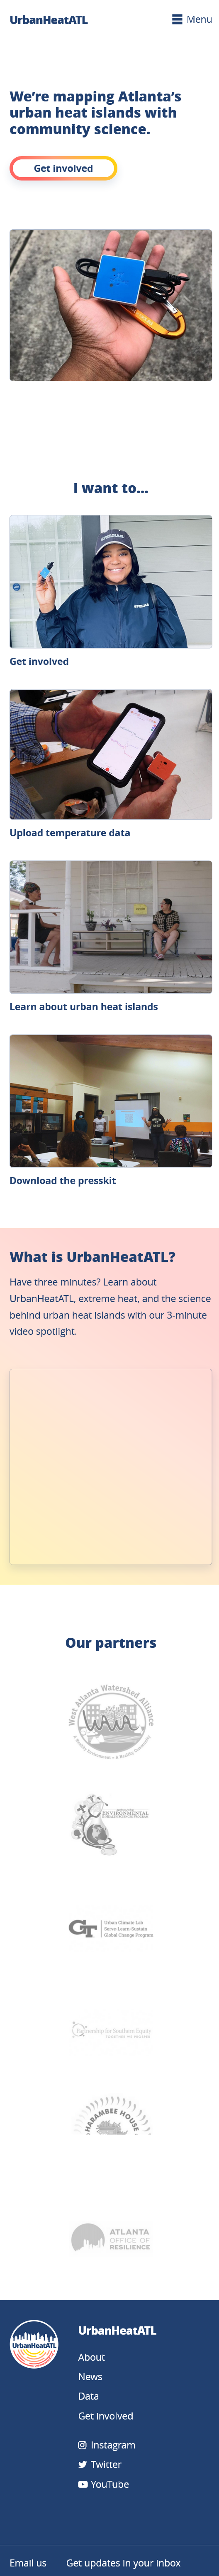 UrbanHeatATL
Menu
We’re mapping Atlanta’s
urban heat islands with
community science.
Get involved
I want to...
Get involved
Upload temperature data
Learn about urban heat islands
Download the presskit
What is UrbanHeatATL?
Have three minutes? Learn about
UrbanHeatATL, extreme heat, and the science
behind urban heat islands with our 3-minute
video spotlight.
Our partners
West Atlanta Watershed Alliance
WAWA
ENVIRONMENTAL
GT
Urban Climate Lab
Serve-Learn-Sustain
Global Change Program
Partnership for Southern Equity
HARAMBEE HOUSE
ATLANTA
OFFICE OF
RESILIENCE
UrbanHeatATL
UrbanHeatATL
About
News
Data
Get involved
Instagram
Twitter
YouTube
Email us
Get updates in your inbox